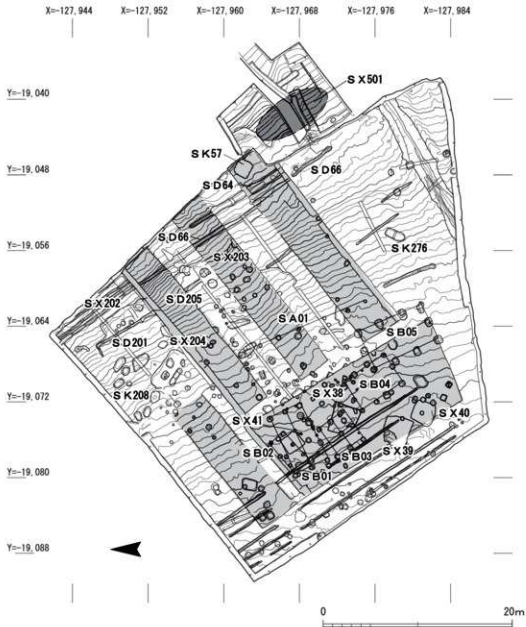 X=-127,944 X=-127,952 X=-127,960 X=-127,968 X=-127,976 X=-127,984
Y=-19,040
SX501
Y=-19,048
SK57
SD64
SD66
Y=-19,056
SD66
SX203
SK276
SX202
SD205
SA01
Y=-19,064
SD201
SX204
SB05
SK208
SX38
SB04
Y=-19,072
SX41
SX40
SB02
SB03
SX39
Y=-19,080
SB01
Y=-19,088
0 20m